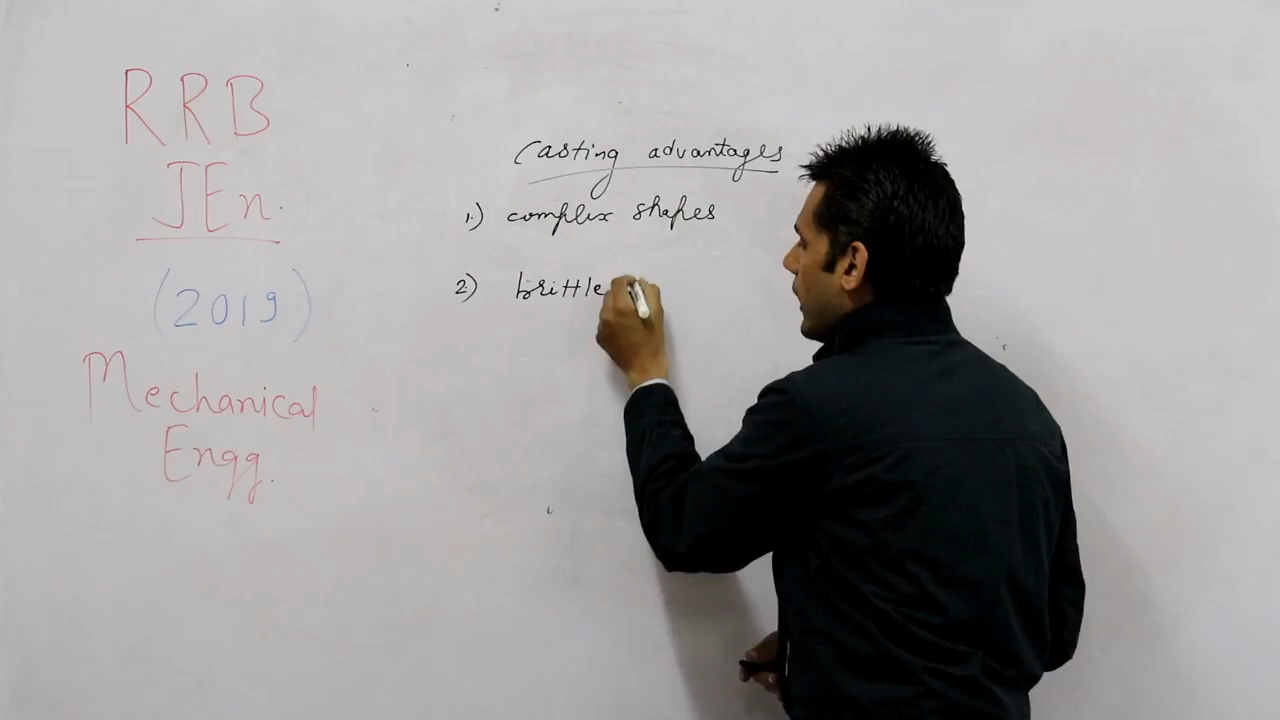 RRB
JEn.
(2019)
Mechanical
Engg.
Casting advantages
1.) complex shapes
2) brittle